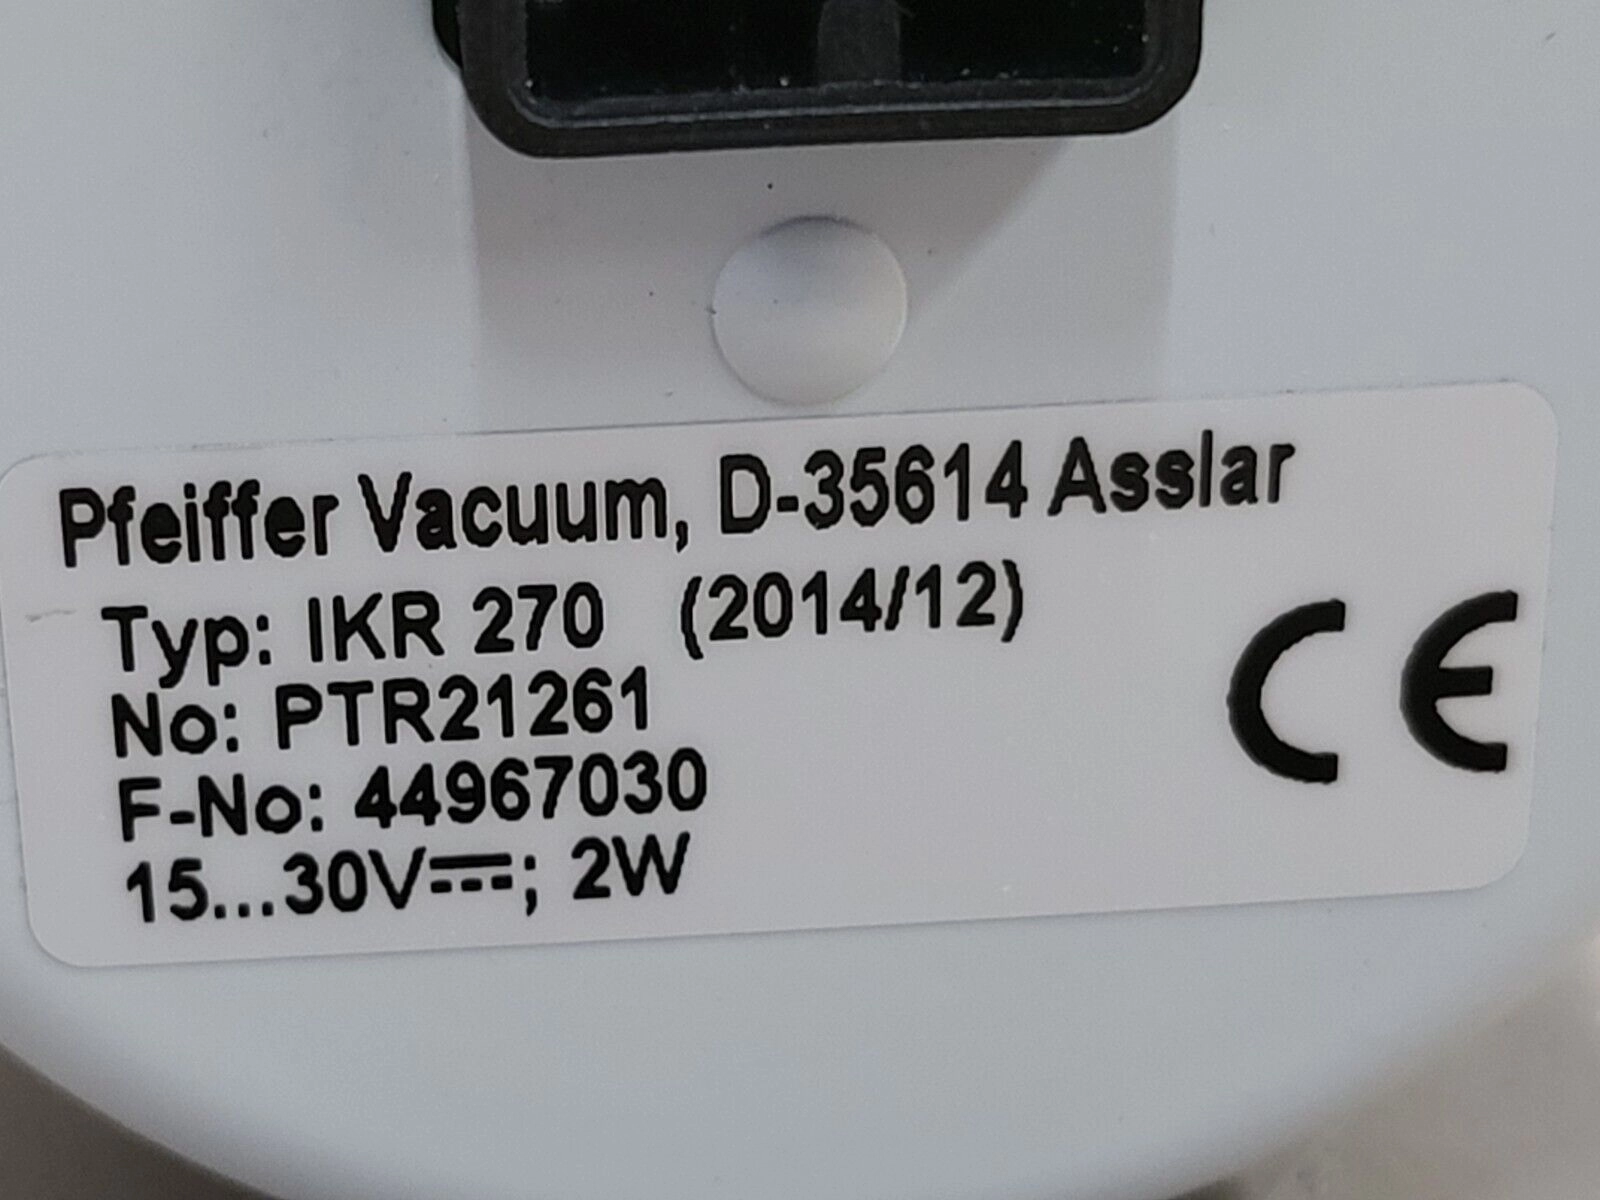 Pfeiffer Vacuum, D-35614 Asslar
Typ: IKR 270 (2014/12)
No: PTR21261
F-No: 44967030
15...30V⎓; 2W
CE